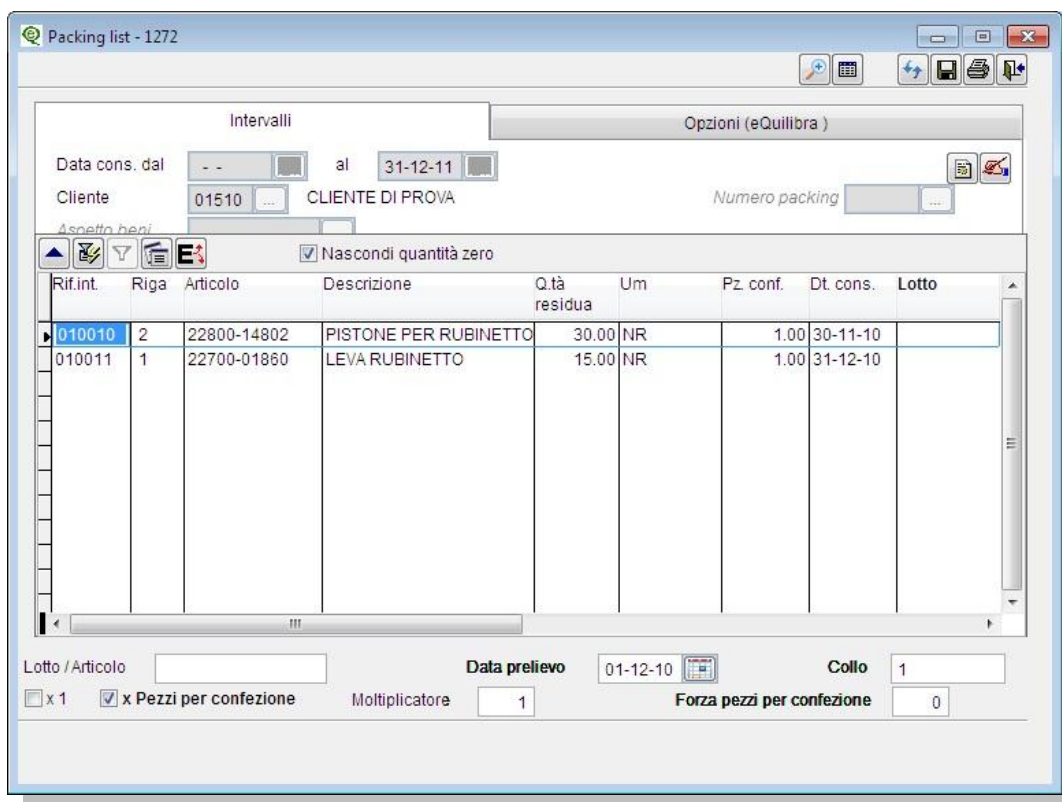 Packing list - 1272
Intervalli Opzioni (eQuilibra )
Data cons. dal - - al 31-12-11
Cliente 01510 ... CLIENTE DI PROVA Numero packing ...
Aspetto beni
E Nascondi quantità zero
Rif.int. Riga Articolo Descrizione Q.tà residua Um Pz. conf. Dt. cons. Lotto
010010 2 22800-14802 PISTONE PER RUBINETTO 30.00 NR 1.00 30-11-10
010011 1 22700-01860 LEVA RUBINETTO 15.00 NR 1.00 31-12-10
Lotto / Articolo Data prelievo 01-12-10 Collo 1
x 1 x Pezzi per confezione Moltiplicatore 1 Forza pezzi per confezione 0